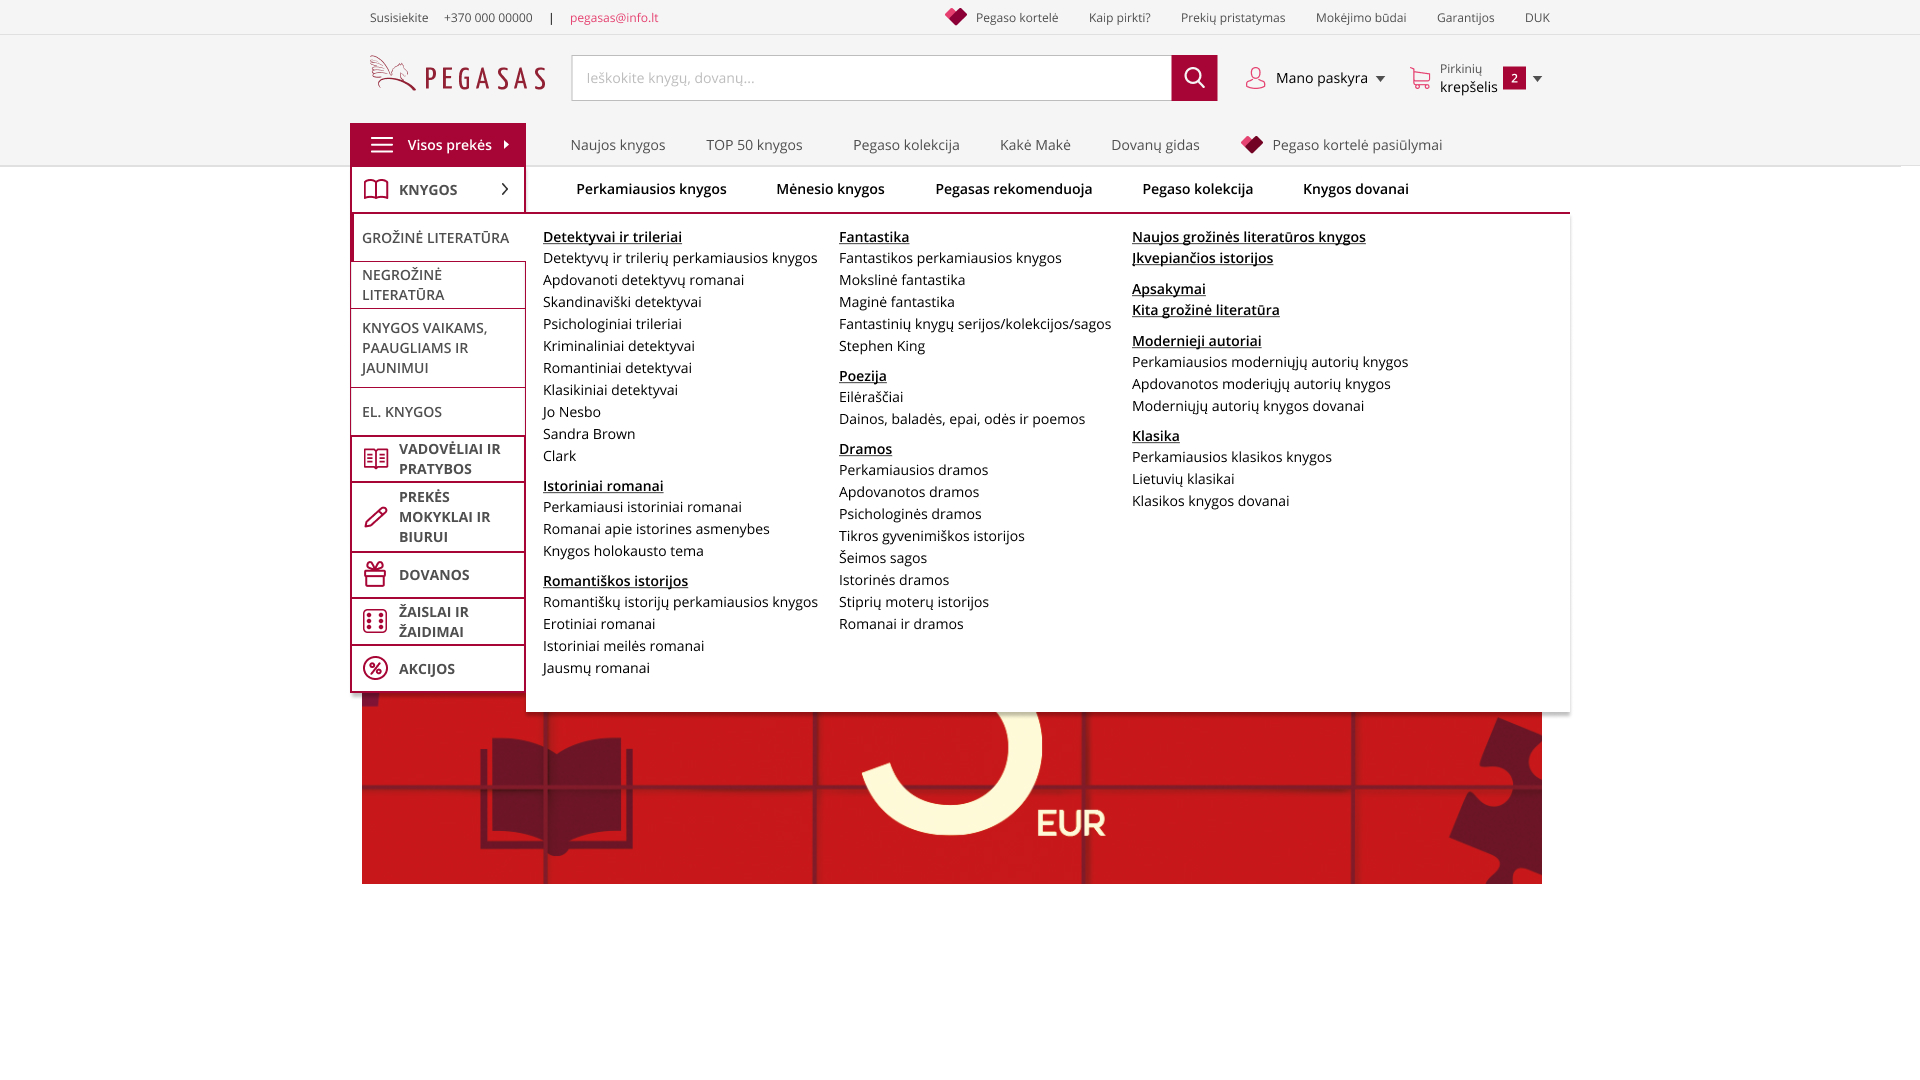 Susisiekite +370 000 00000 | pegasas@info.lt
Pegaso kortelė Kaip pirkti? Prekių pristatymas Mokėjimo būdai Garantijos DUK
PEGASAS
Ieškokite knygų, dovanų...
Mano paskyra
Pirkinių
krepšelis
2
Visos prekės
Naujos knygos TOP 50 knygos Pegaso kolekcija Kakė Makė Dovanų gidas Pegaso kortelė pasiūlymai
KNYGOS
Perkamiausios knygos Mėnesio knygos Pegasas rekomenduoja Pegaso kolekcija Knygos dovanai
GROŽINĖ LITERATŪRA
NEGROŽINĖ
LITERATŪRA
KNYGOS VAIKAMS,
PAAUGLIAMS IR
JAUNIMUI
EL. KNYGOS
VADOVĖLIAI IR
PRATYBOS
PREKĖS
MOKYKLAI IR
BIURUI
DOVANOS
ŽAISLAI IR
ŽAIDIMAI
AKCIJOS
Detektyvai ir trileriai
Detektyvų ir trilerių perkamiausios knygos
Apdovanoti detektyvų romanai
Skandinaviški detektyvai
Psichologiniai trileriai
Kriminaliniai detektyvai
Romantiniai detektyvai
Klasikiniai detektyvai
Jo Nesbo
Sandra Brown
Clark
Istoriniai romanai
Perkamiausi istoriniai romanai
Romanai apie istorines asmenybes
Knygos holokausto tema
Romantiškos istorijos
Romantiškų istorijų perkamiausios knygos
Erotiniai romanai
Istoriniai meilės romanai
Jausmų romanai
Fantastika
Fantastikos perkamiausios knygos
Mokslinė fantastika
Maginė fantastika
Fantastinių knygų serijos/kolekcijos/sagos
Stephen King
Poezija
Eilėraščiai
Dainos, baladės, epai, odės ir poemos
Dramos
Perkamiausios dramos
Apdovanotos dramos
Psichologinės dramos
Tikros gyvenimiškos istorijos
Šeimos sagos
Istorinės dramos
Stiprių moterų istorijos
Romanai ir dramos
Naujos grožinės literatūros knygos
Įkvepiančios istorijos
Apsakymai
Kita grožinė literatūra
Modernieji autoriai
Perkamiausios moderniųjų autorių knygos
Apdovanotos moderiųjų autorių knygos
Moderniųjų autorių knygos dovanai
Klasika
Perkamiausios klasikos knygos
Lietuvių klasikai
Klasikos knygos dovanai
EUR